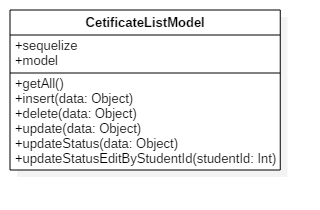 CetificateListModel
+sequelize
+model
+getAll()
+insert(data: Object)
+delete(data: Object)
+update(data: Object)
+updateStatus(data: Object)
+updateStatusEditByStudentId(studentId: Int)